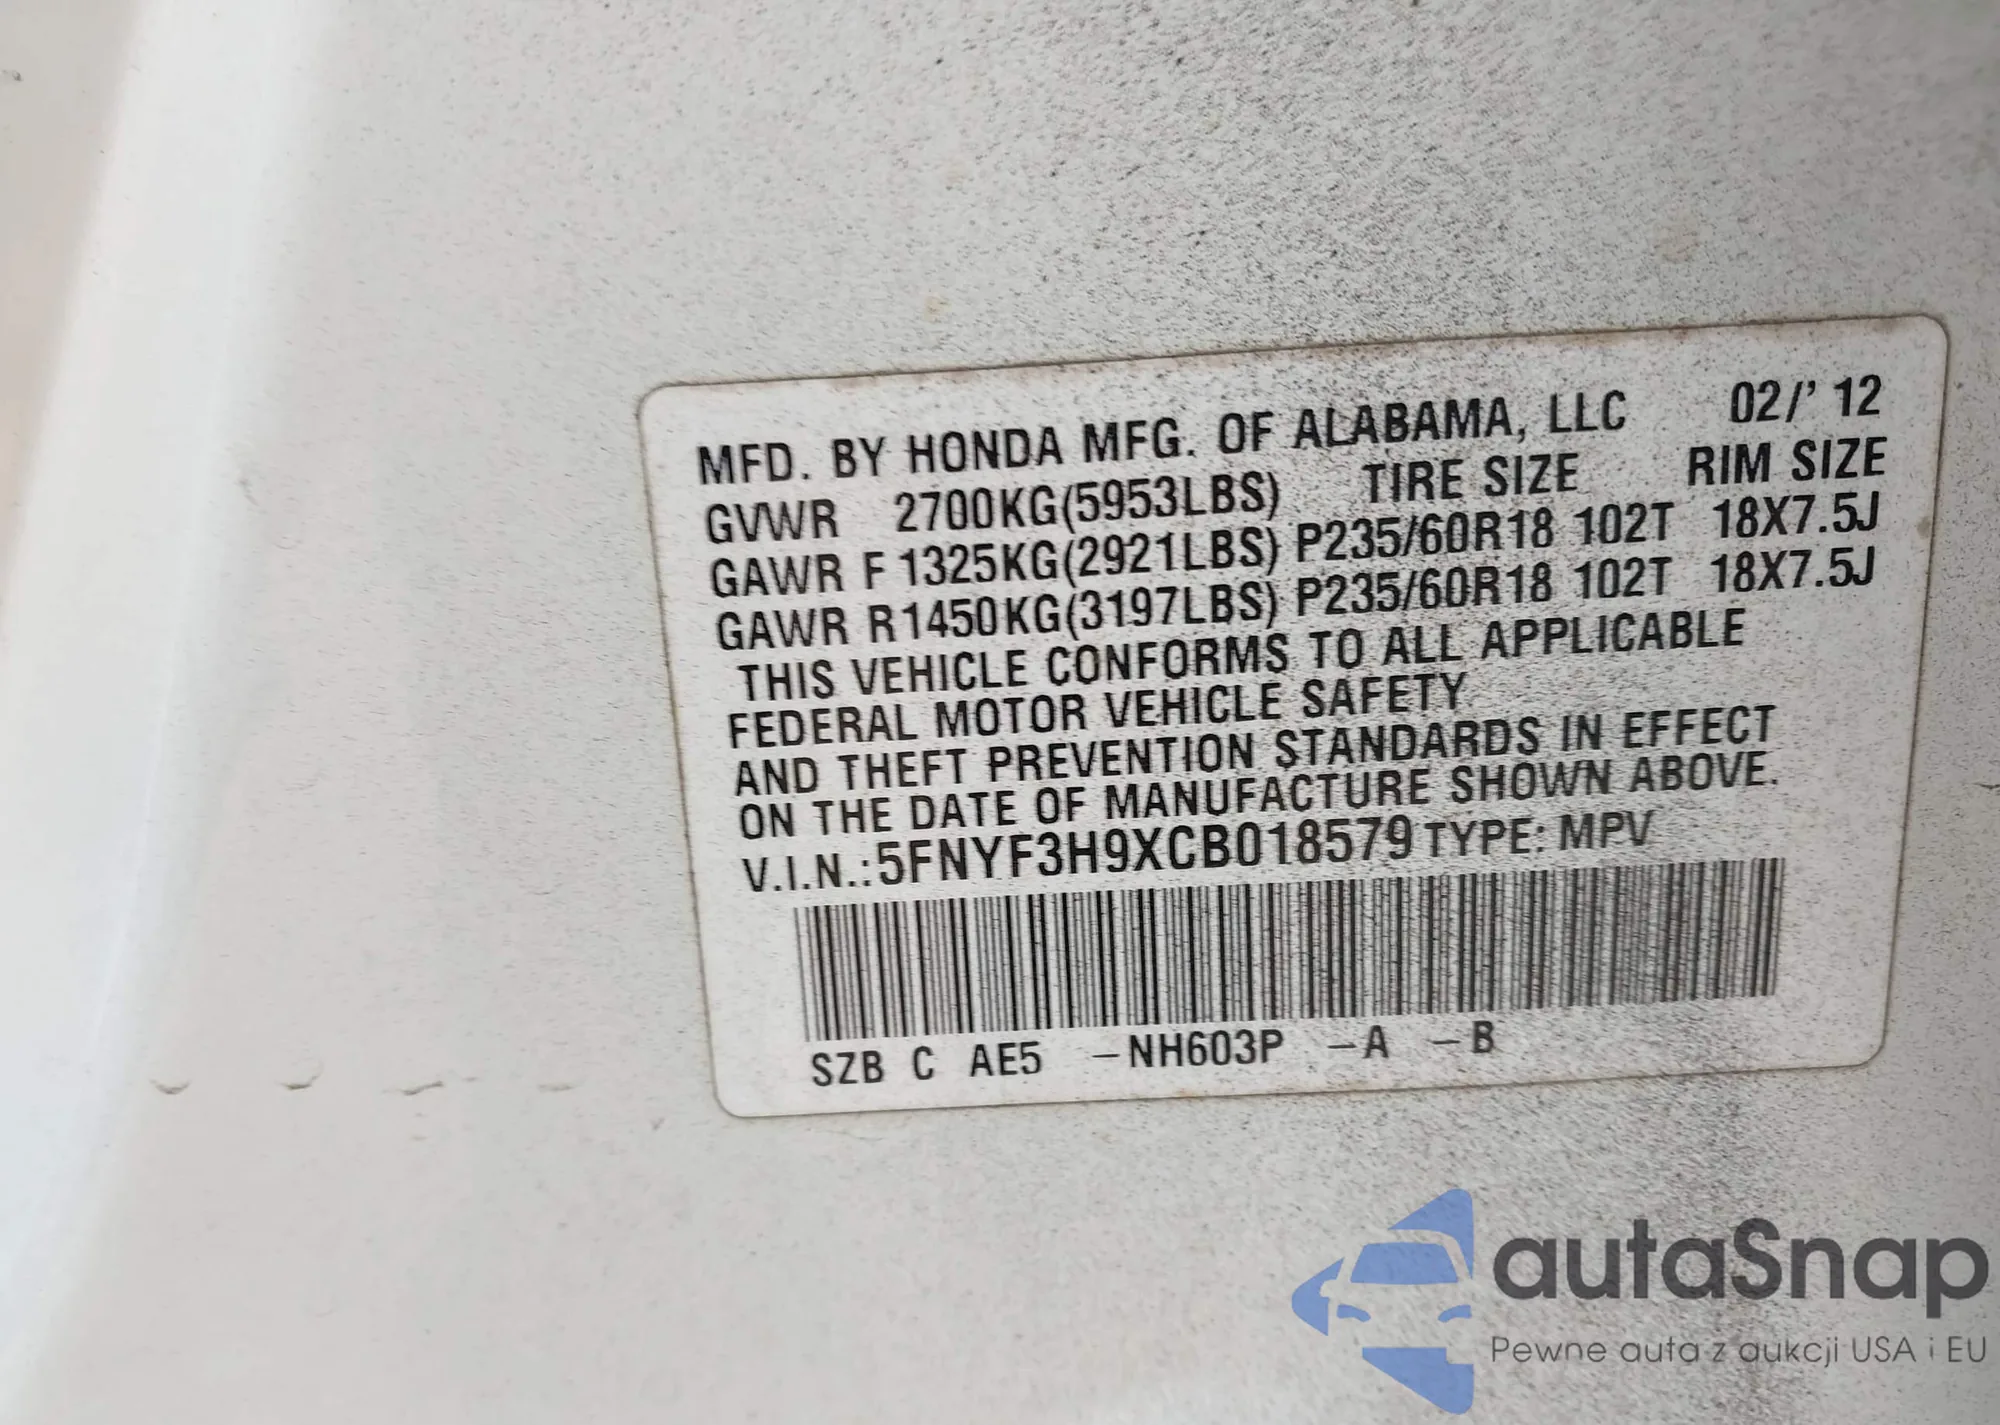 MFD. BY HONDA MFG. OF ALABAMA, LLC 02/' 12
GVWR 2700KG(5953LBS) TIRE SIZE RIM SIZE
GAWR F 1325KG(2921LBS) P235/60R18 102T 18X7.5J
GAWR R1450KG(3197LBS) P235/60R18 102T 18X7.5J
THIS VEHICLE CONFORMS TO ALL APPLICABLE
FEDERAL MOTOR VEHICLE SAFETY
AND THEFT PREVENTION STANDARDS IN EFFECT
ON THE DATE OF MANUFACTURE SHOWN ABOVE.
V.I.N.:5FNYF3H9XCB018579 TYPE: MPV
SZB C AE5 -NH603P -A -B
autaSnap
Pewne auta z aukcji USA i EU